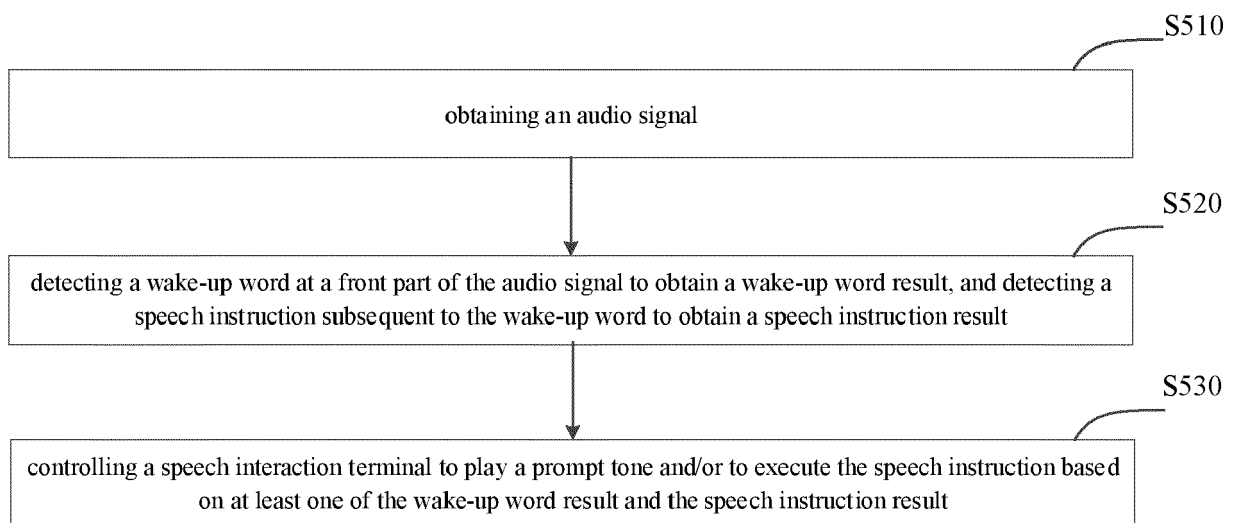 S510
obtaining an audio signal
S520
detecting a wake-up word at a front part of the audio signal to obtain a wake-up word result, and detecting a
speech instruction subsequent to the wake-up word to obtain a speech instruction result
S530
controlling a speech interaction terminal to play a prompt tone and/or to execute the speech instruction based
on at least one of the wake-up word result and the speech instruction result